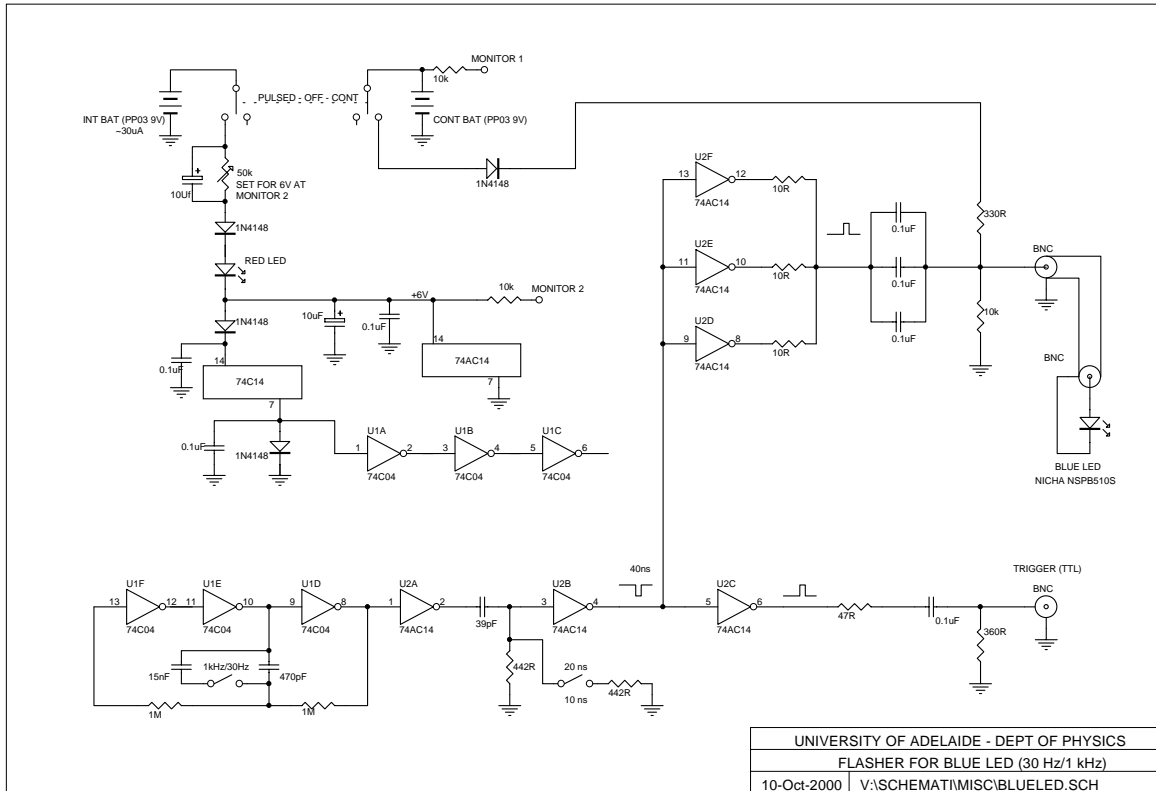 MONITOR 1
10k
PULSED - OFF - CONT
INT BAT (PP03 9V)
~30uA
CONT BAT (PP03 9V)
1N4148
+
10Uf
50k
SET FOR 6V AT
MONITOR 2
1N4148
RED LED
1N4148
0.1uF
14
74C14
7
+
10uF
0.1uF
+6V
10k
MONITOR 2
14
74AC14
7
0.1uF
1N4148
U1A
1
2
74C04
U1B
3
4
74C04
U1C
5
6
74C04
U2F
13
12
74AC14
10R
U2E
11
10
74AC14
10R
U2D
9
8
74AC14
10R
0.1uF
0.1uF
0.1uF
330R
10k
BNC
BNC
BLUE LED
NICHA NSPB510S
U1F
13
12
74C04
U1E
11
10
74C04
U1D
9
8
74C04
15nF
1kHz/30Hz
470pF
1M
1M
U2A
1
2
74AC14
39pF
U2B
3
4
74AC14
442R
20 ns
10 ns
442R
40ns
U2C
5
6
74AC14
47R
0.1uF
360R
TRIGGER (TTL)
BNC
UNIVERSITY OF ADELAIDE - DEPT OF PHYSICS
FLASHER FOR BLUE LED (30 Hz/1 kHz)
10-Oct-2000 V:\SCHEMATI\MISC\BLUELED.SCH